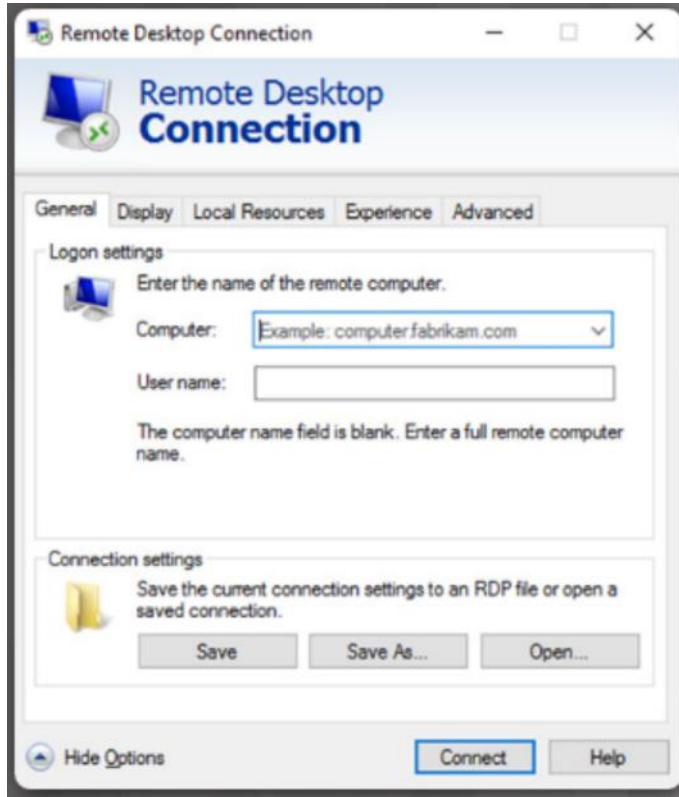 Remote Desktop Connection
Remote Desktop
Connection
General Display Local Resources Experience Advanced
Logon settings
Enter the name of the remote computer.
Computer: Example: computer.fabrikam.com
User name:
The computer name field is blank. Enter a full remote computer
name.
Connection settings
Save the current connection settings to an RDP file or open a
saved connection.
Save Save As... Open...
Hide Options Connect Help